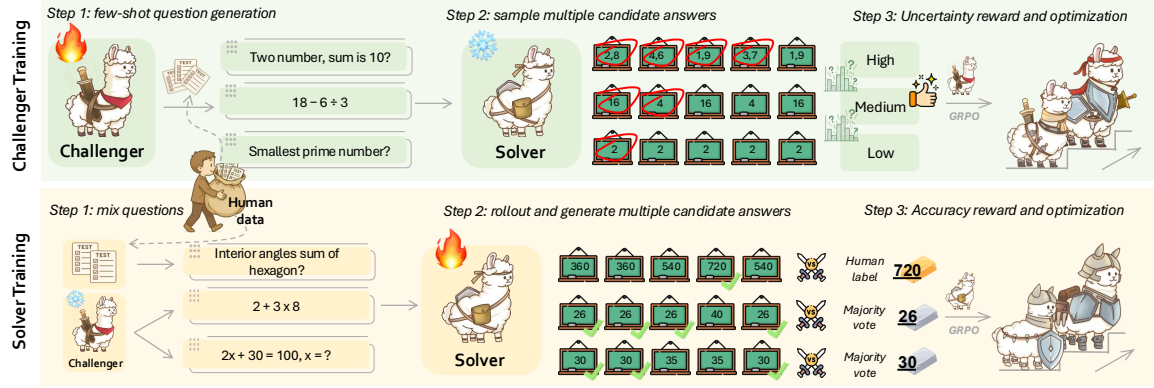 Challenger Training
Step 1: few-shot question generation
Step 2: sample multiple candidate answers
Step 3: Uncertainty reward and optimization
Challenger
TEST
Two number, sum is 10?
18 − 6 ÷ 3
Smallest prime number?
Solver
2,8 4,6 1,9 3,7 1,9
16 4 16 4 16
2 2 2 2 2
High
Medium
Low
GRPO
Human
data
Solver Training
Step 1: mix questions
Step 2: rollout and generate multiple candidate answers
Step 3: Accuracy reward and optimization
TEST
TEST
Challenger
Interior angles sum of
hexagon?
2 + 3 x 8
2x + 30 = 100, x = ?
Solver
360 360 540 720 540
VS
Human
label
720
26 26 26 40 26
VS
Majority
vote
26
30 30 35 35 30
VS
Majority
vote
30
GRPO